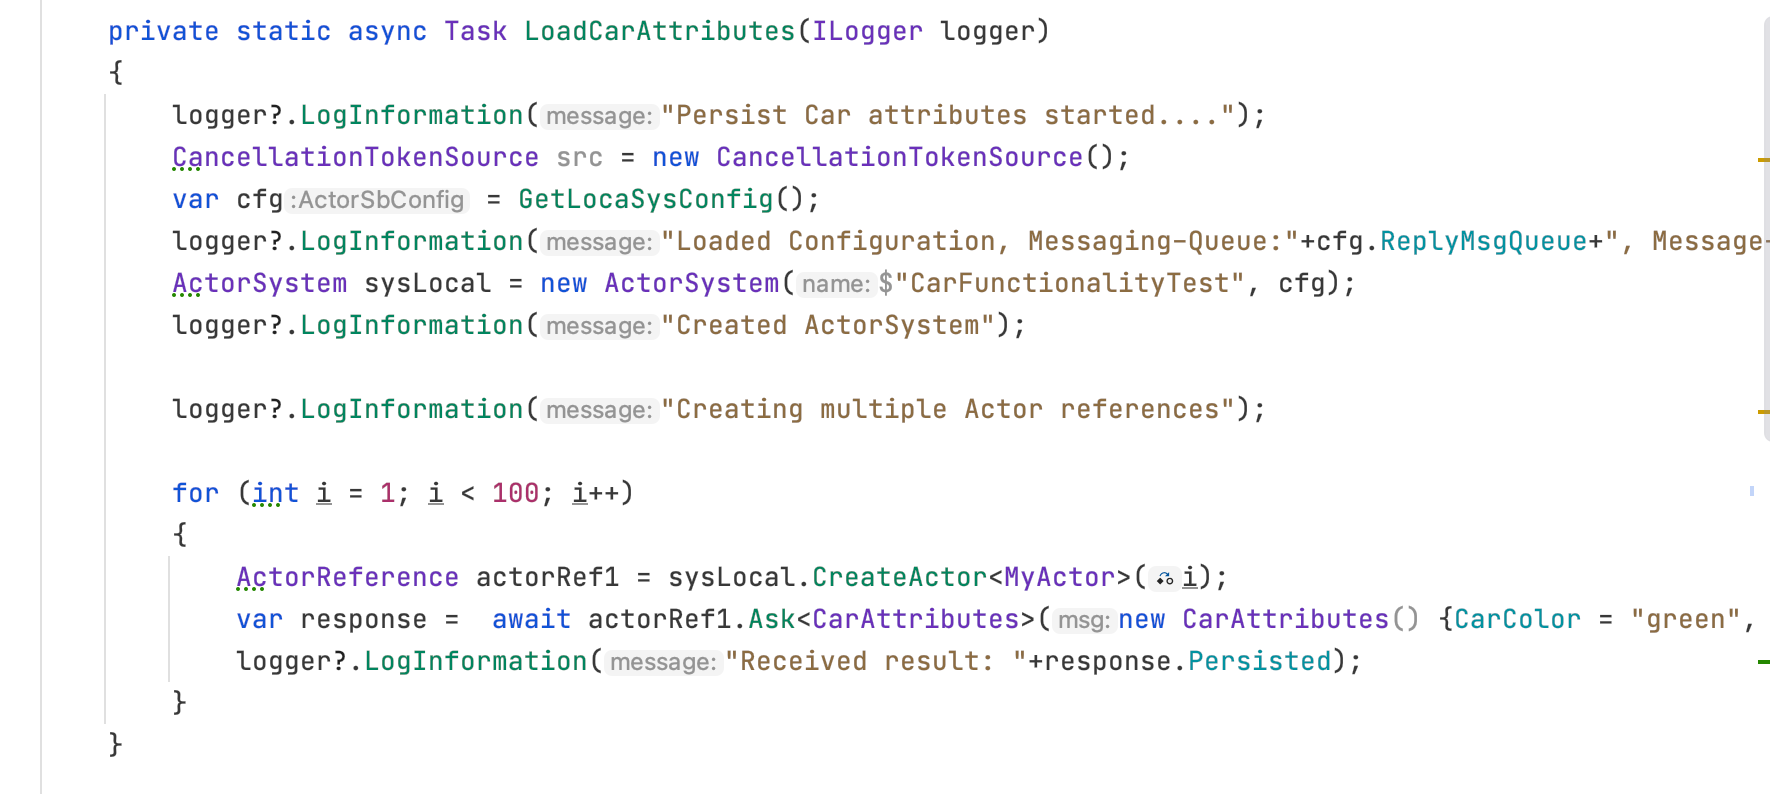 private static async Task LoadCarAttributes(ILogger logger)
{
logger?.LogInformation( message: "Persist Car attributes started....");
CancellationTokenSource src = new CancellationTokenSource();
var cfg :ActorSbConfig = GetLocaSysConfig();
logger?.LogInformation( message: "Loaded Configuration, Messaging-Queue:"+cfg.ReplyMsgQueue+", Message-
ActorSystem sysLocal = new ActorSystem( name: $"CarFunctionalityTest", cfg);
logger?.LogInformation( message: "Created ActorSystem");
logger?.LogInformation( message: "Creating multiple Actor references");
for (int i = 1; i < 100; i++)
{
ActorReference actorRef1 = sysLocal.CreateActor<MyActor>( i);
var response =  await actorRef1.Ask<CarAttributes>( msg: new CarAttributes() {CarColor = "green",
logger?.LogInformation( message: "Received result: "+response.Persisted);
}
}